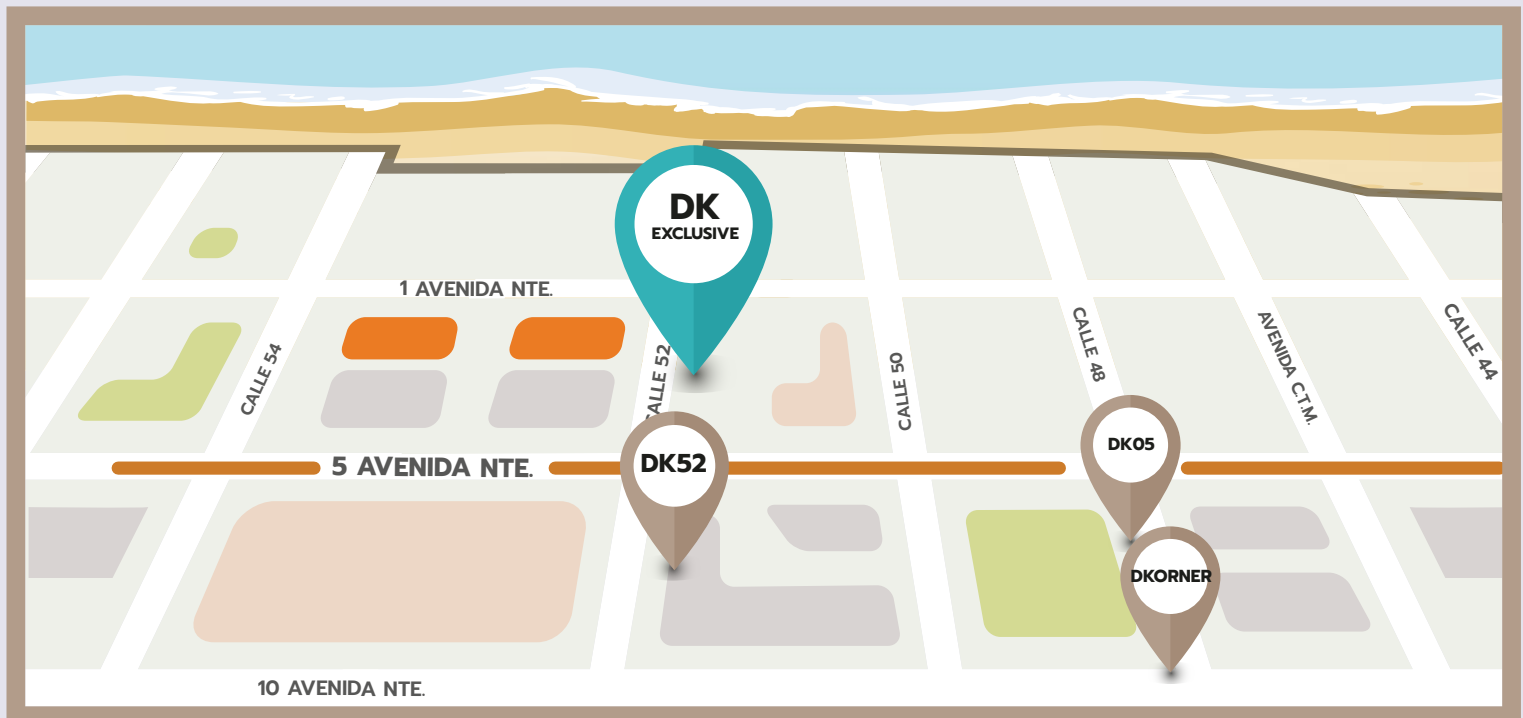 DK
EXCLUSIVE
1 AVENIDA NTE.
CALLE 54
CALLE 52
CALLE 50
CALLE 48
AVENIDA C.T.M.
CALLE 44
5 AVENIDA NTE.
DK52
DK05
DKORNER
10 AVENIDA NTE.